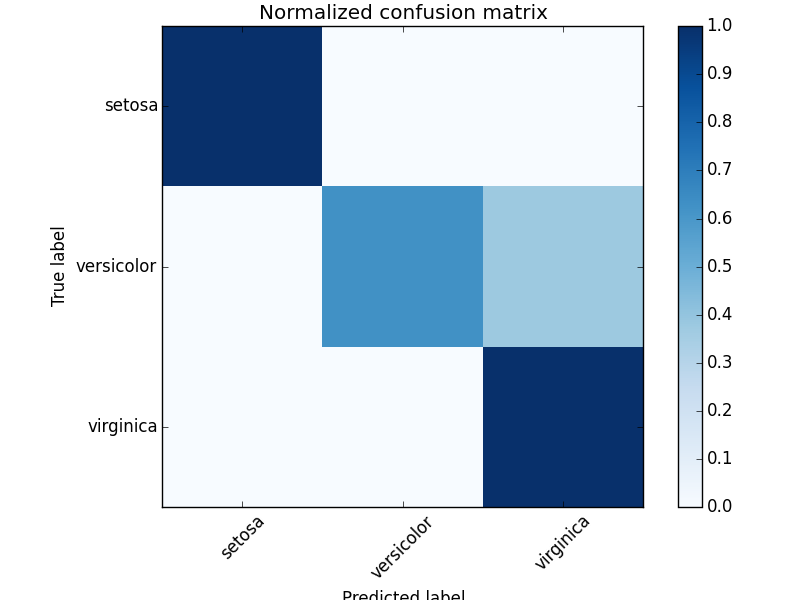 Normalized confusion matrix
True label
setosa
versicolor
virginica
setosa
versicolor
virginica
Predicted label
1.0
0.9
0.8
0.7
0.6
0.5
0.4
0.3
0.2
0.1
0.0